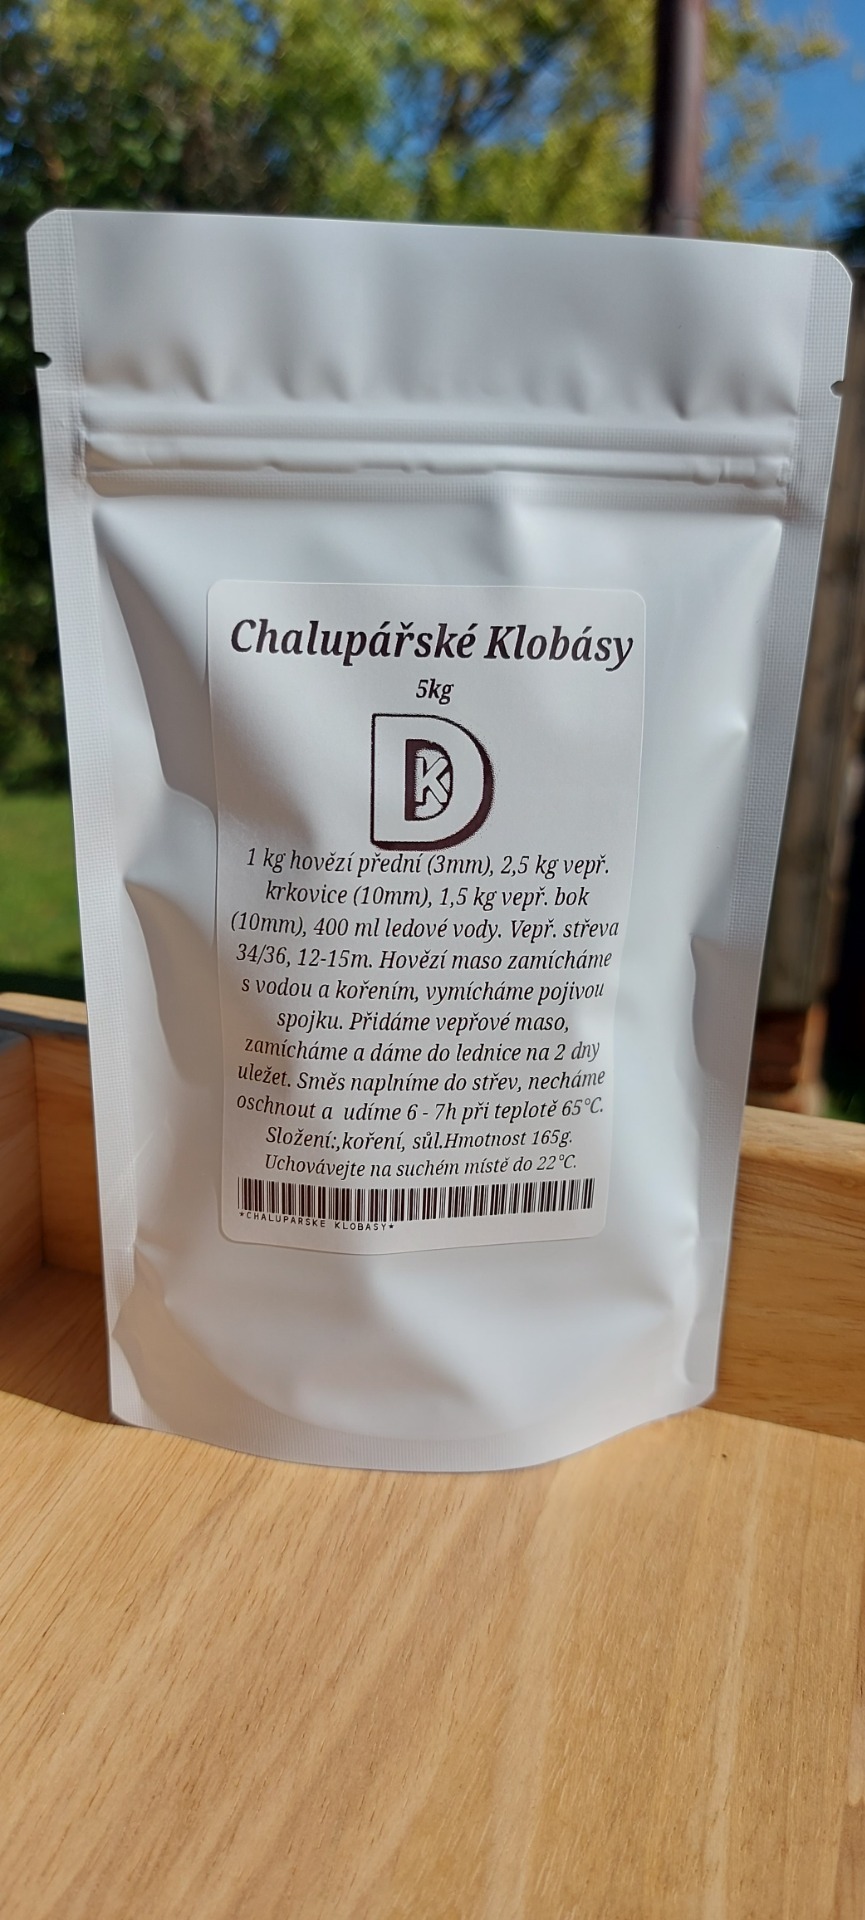 Chalupářské Klobásy
5kg
DK
1 kg hovězí přední (3mm), 2,5 kg vepř.
krkovice (10mm), 1,5 kg vepř. bok
(10mm), 400 ml ledové vody. Vepř. střeva
34/36, 12-15m. Hovězí maso zamícháme
s vodou a kořením, vymícháme pojivou
spojku. Přidáme vepřové maso,
zamícháme a dáme do lednice na 2 dny
uležet. Směs naplníme do střev, necháme
oschnout a  udíme 6 - 7h při teplotě 65°C.
Složení:,koření, sůl.Hmotnost 165g.
Uchovávejte na suchém místě do 22°C.
*CHALUPARSKE KLOBASY*